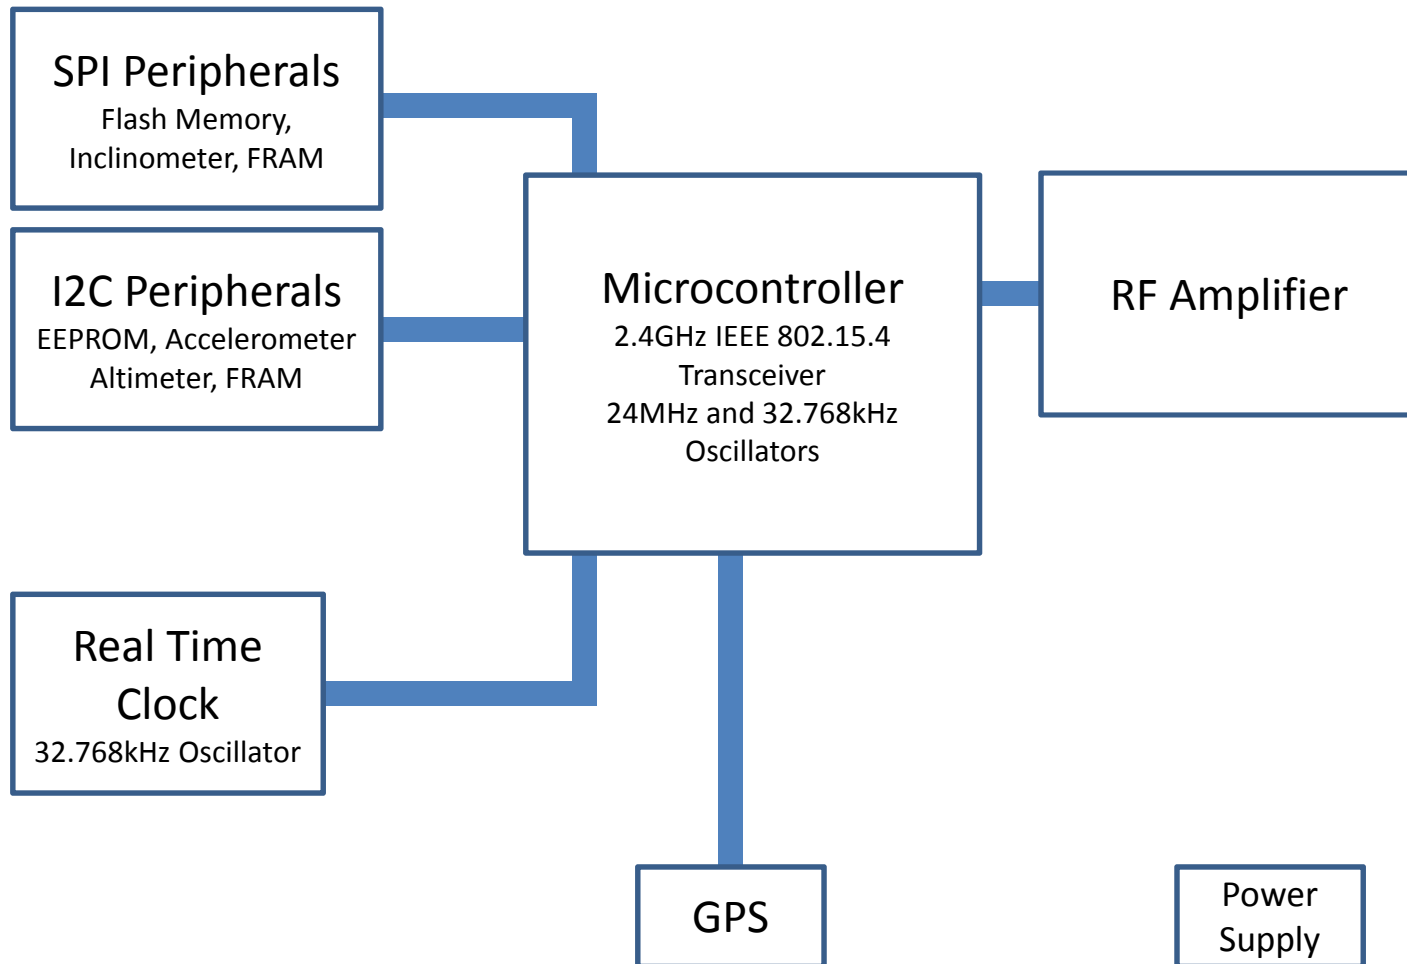 SPI Peripherals
Flash Memory,
Inclinometer, FRAM
I2C Peripherals
EEPROM, Accelerometer
Altimeter, FRAM
Microcontroller
2.4GHz IEEE 802.15.4
Transceiver
24MHz and 32.768kHz
Oscillators
RF Amplifier
Real Time
Clock
32.768kHz Oscillator
GPS
Power
Supply